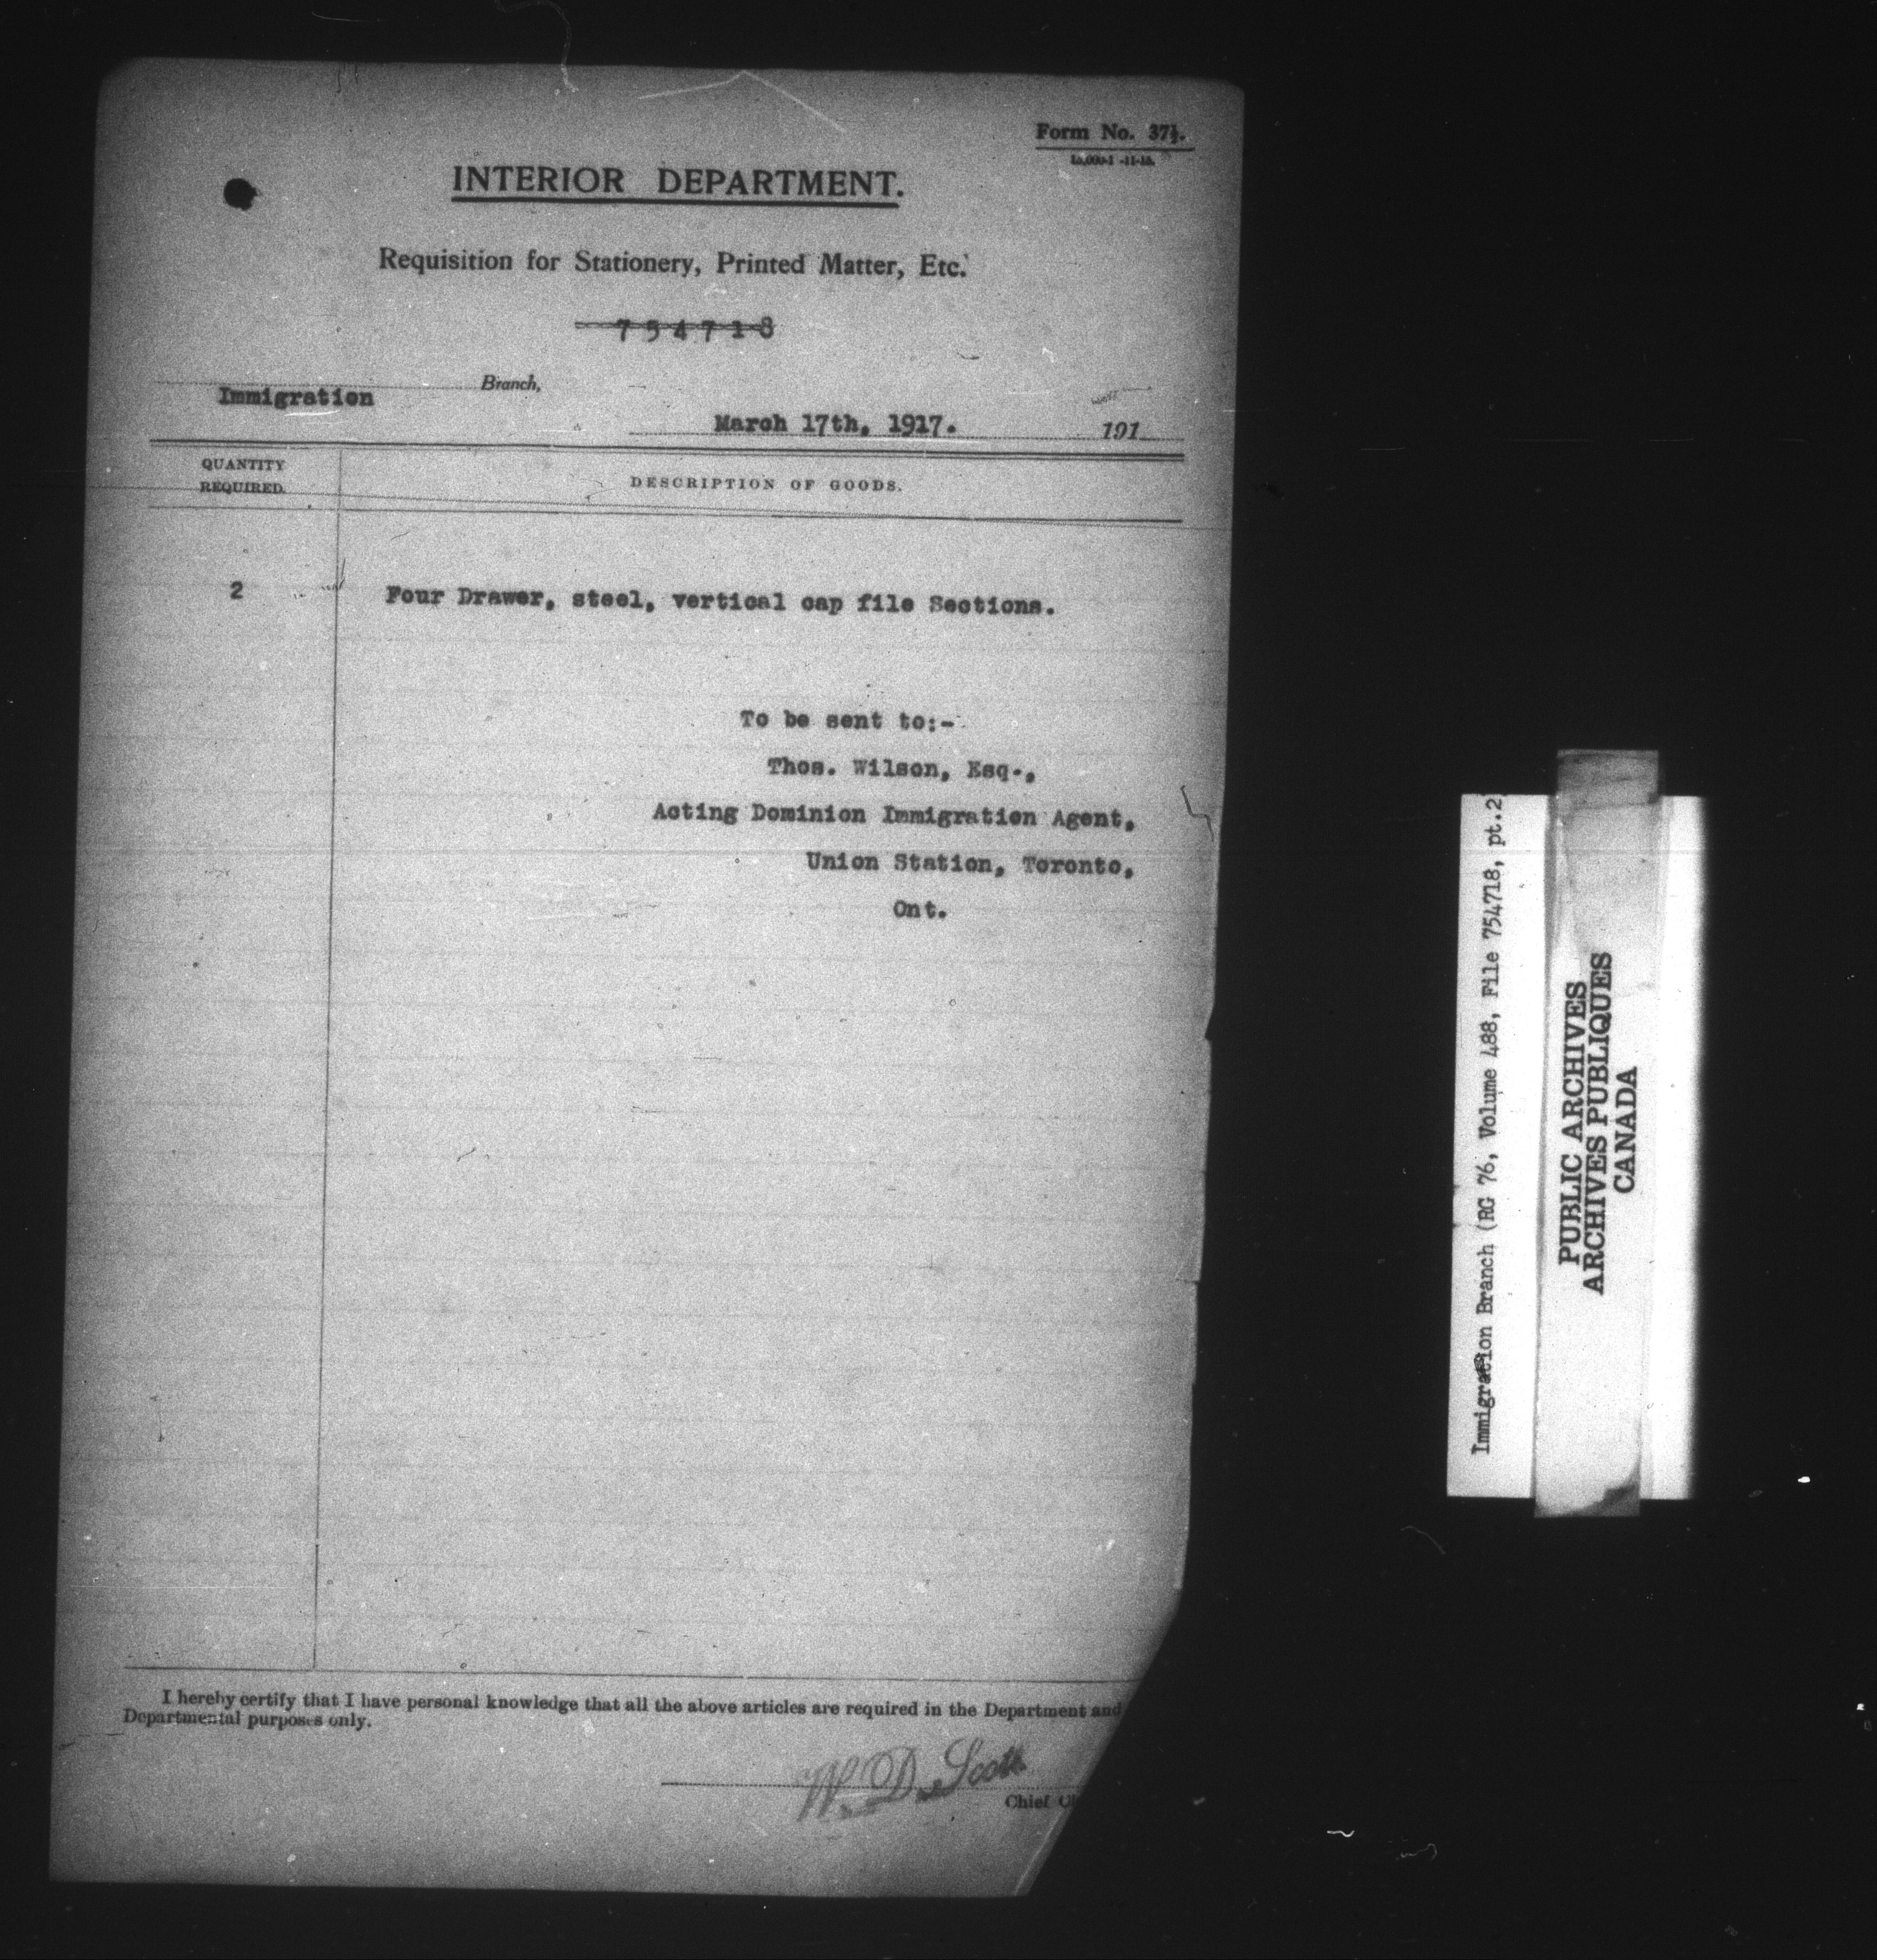 Form No. 37½.
INTERIOR DEPARTMENT.
Requisition for Stationery, Printed Matter, Etc.
754718
Immigration Branch,
March 17th, 1917. 191
QUANTITY
REQUIRED.
DESCRIPTION OF GOODS.
2 Four Drawer, steel, vertical cap file Sections.
To be sent to:-
Thos. Wilson, Esq.,
Acting Dominion Immigration Agent,
Union Station, Toronto,
Ont.
I hereby certify that I have personal knowledge that all the above articles are required in the Department and
Departmental purposes only.
W. D. Scott
Chief
Immigration Branch (RG 76, Volume 488, File 754718, pt.2
PUBLIC ARCHIVES
ARCHIVES PUBLIQUES
CANADA